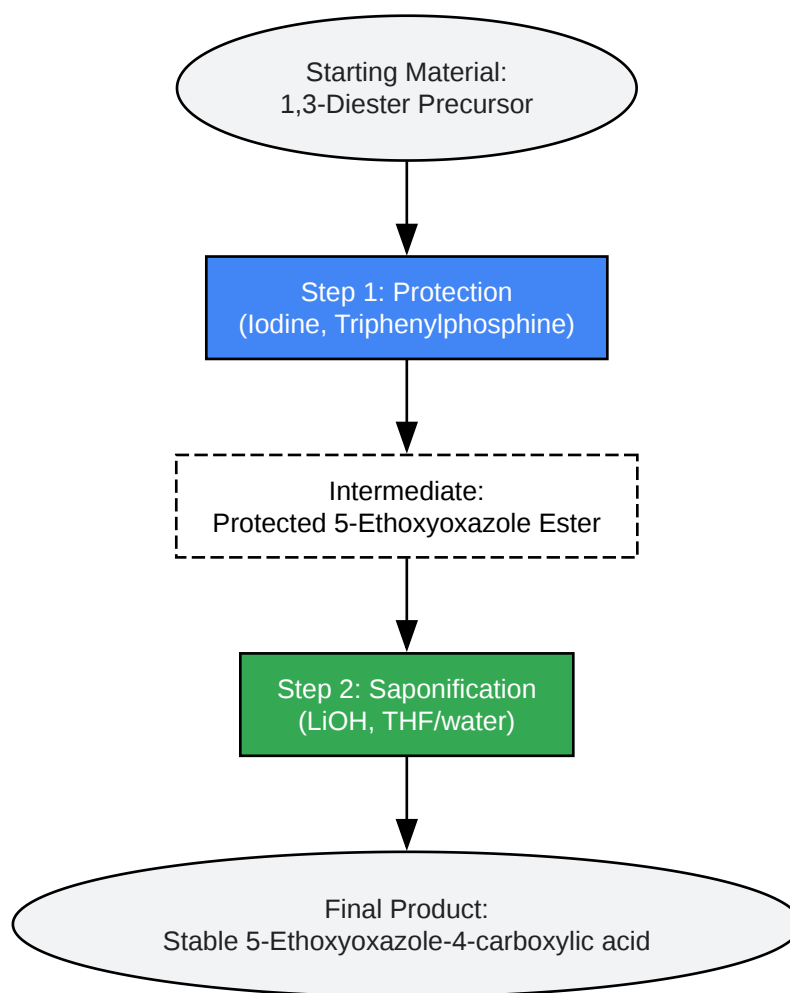 Starting Material:
1,3-Diester Precursor
Step 1: Protection
(Iodine, Triphenylphosphine)
Intermediate:
Protected 5-Ethoxyoxazole Ester
Step 2: Saponification
(LiOH, THF/water)
Final Product:
Stable 5-Ethoxyoxazole-4-carboxylic acid